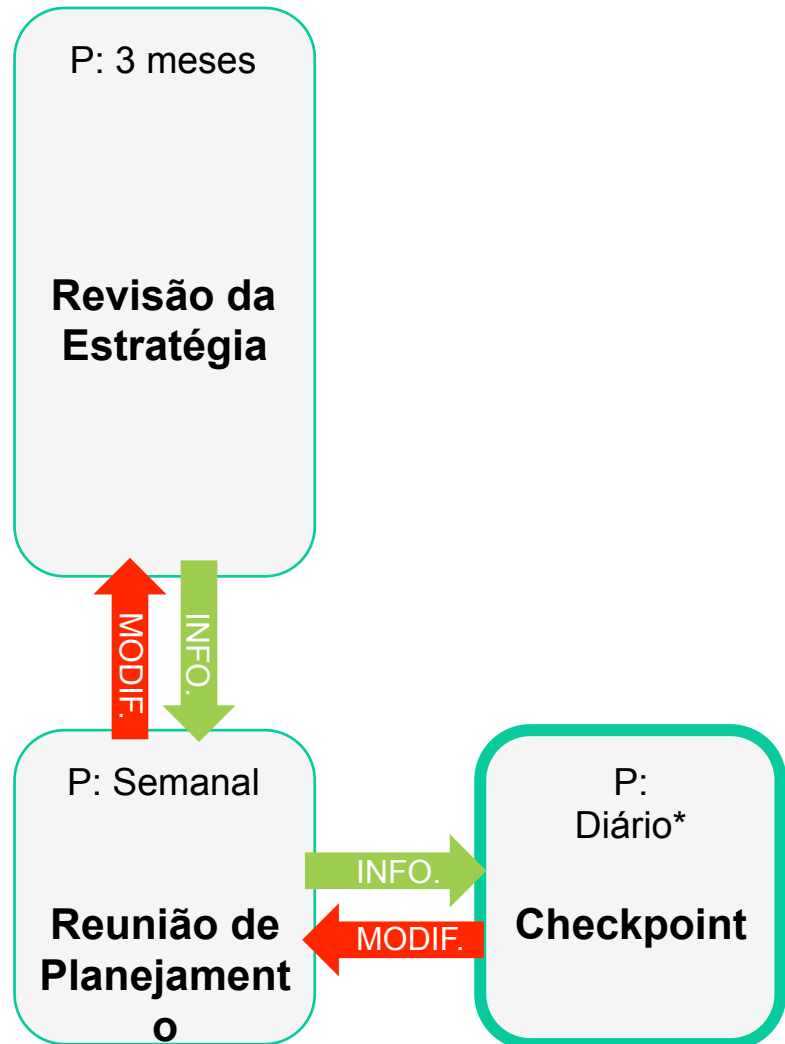 P: 3 meses
Revisão da
Estratégia
MODIF.
INFO.
P: Semanal
Reunião de
Planejament
o
INFO.
MODIF.
P:
Diário*
Checkpoint